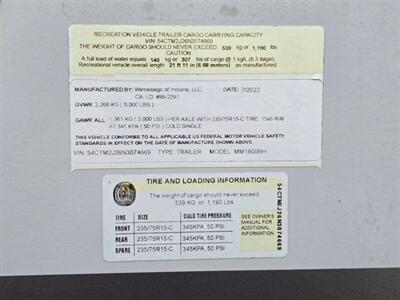 RECREATION VEHICLE TRAILER CARGO CARRYING CAPACITY
VIN: 54CTM2J26N3074669
THE WEIGHT OF CARGO SHOULD NEVER EXCEED 539 kg or 1,190 lbs
CAUTION:
A full load of water equals 140 kg or 307 lbs of cargo @ 1 kg/L (8.3 lb/gal)
Recreational vehicle overall length 21 ft 11 in (6.68 meters) as manufactured
MANUFACTURED BY: Winnebago of Indiana, LLC DATE: 7/2022
CA. I.D. #99-2291
GVWR: 2,268 KG ( 5,000 LBS )
GAWR ALL 1,361 KG ( 3,000 LBS ) PER AXLE WITH 235/75R15-C TIRE, 15x6 RIM
AT 345 KPA ( 50 PSI ) COLD SINGLE
THIS VEHICLE CONFORMS TO ALL APPLICABLE US FEDERAL MOTOR VEHICLE SAFETY
STANDARDS IN EFFECT ON THE DATE OF MANUFACTURE SHOWN ABOVE.
VIN: 54CTM2J26N3074669 TYPE: TRAILER MODEL: MM1800BH
TIRE AND LOADING INFORMATION
The weight of cargo should never exceed
539 KG or 1,190 Lbs
TIRE SIZE COLD TIRE PRESSURE
FRONT 235/75R15-C 345KPA, 50 PSI
REAR 235/75R15-C 345KPA, 50 PSI
SPARE 235/75R15-C 345KPA, 50 PSI
SEE OWNER'S
MANUAL FOR
ADDITIONAL
INFORMATION
54CTM2J26N3074669